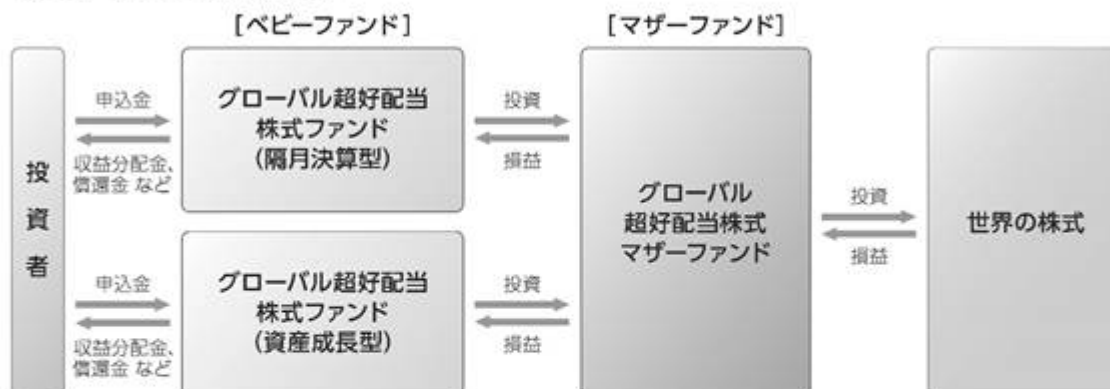 [ベビーファンド]
[マザーファンド]
投資者
申込金
収益分配金、
償還金 など
グローバル超好配当
株式ファンド
(隔月決算型)
投資
損益
申込金
収益分配金、
償還金 など
グローバル超好配当
株式ファンド
(資産成長型)
投資
損益
グローバル
超好配当株式
マザーファンド
投資
損益
世界の株式